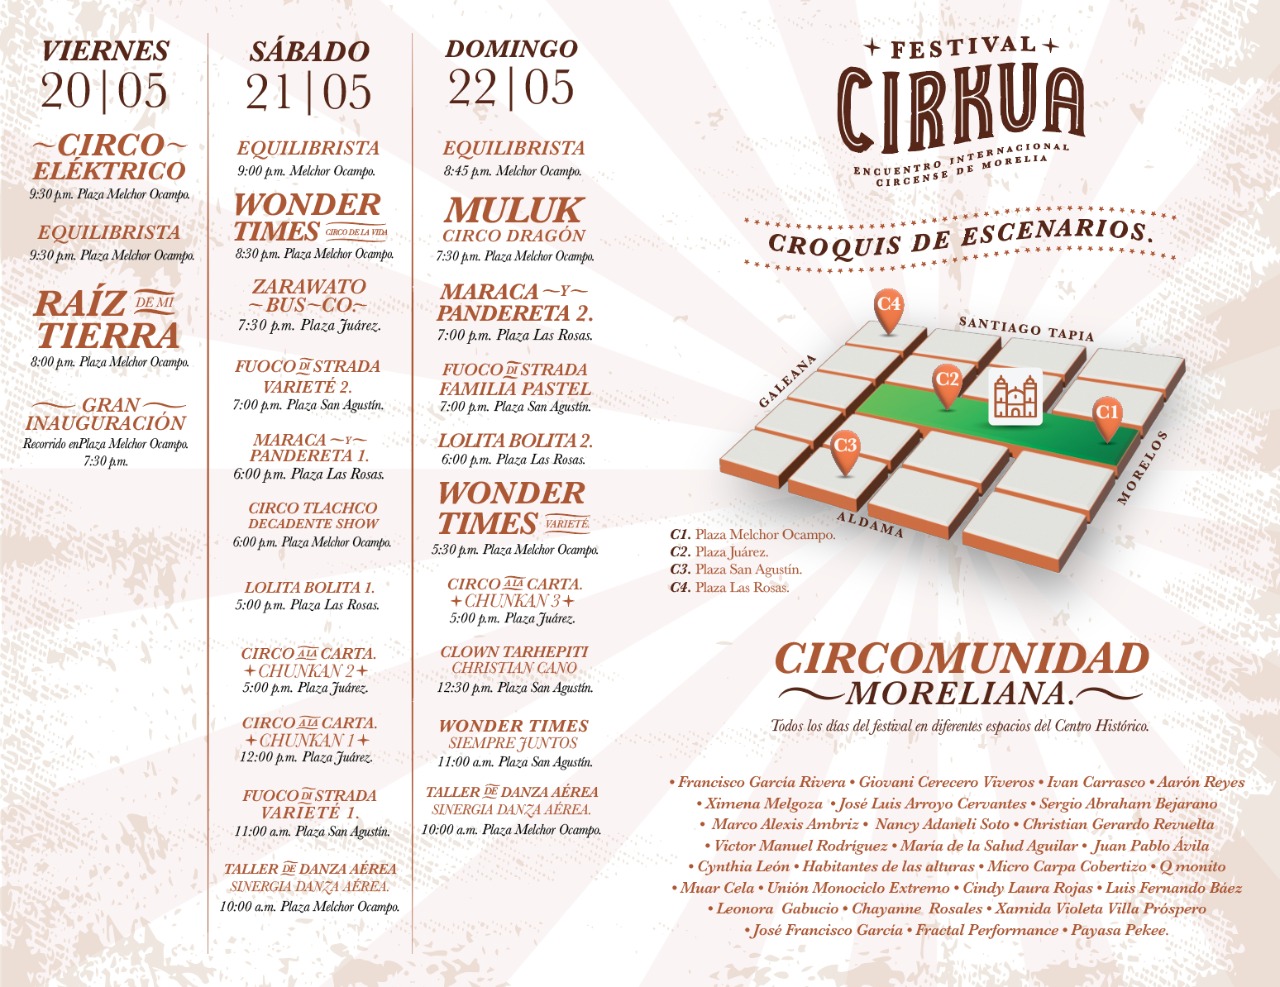 VIERNES
20|05
~CIRCO~
ELÉKTRICO
9:30 p.m. Plaza Melchor Ocampo.
EQUILIBRISTA
9:30 p.m. Plaza Melchor Ocampo.
RAÍZ DE MI
TIERRA
8:00 p.m. Plaza Melchor Ocampo.
GRAN
INAUGURACIÓN
Recorrido enPlaza Melchor Ocampo.
7:30 p.m.
SÁBADO
21|05
EQUILIBRISTA
9:00 p.m. Melchor Ocampo.
WONDER
TIMES CIRCO DE LA VIDA
8:30 p.m. Plaza Melchor Ocampo.
ZARAWATO
~BUS~CO~
7:30 p.m. Plaza Juárez.
FUOCO DI STRADA
VARIETÉ 2.
7:00 p.m. Plaza San Agustín.
MARACA ~Y~
PANDERETA 1.
6:00 p.m. Plaza Las Rosas.
CIRCO TLACHCO
DECADENTE SHOW
6:00 p.m. Plaza Melchor Ocampo.
LOLITA BOLITA 1.
5:00 p.m. Plaza Las Rosas.
CIRCO A LA CARTA.
+CHUNKAN 2+
5:00 p.m. Plaza Juárez.
CIRCO A LA CARTA.
+CHUNKAN 1+
12:00 p.m. Plaza Juárez.
FUOCO DI STRADA
VARIETÉ 1.
11:00 a.m. Plaza San Agustín.
TALLER DE DANZA AÉREA
SINERGIA DANZA AÉREA.
10:00 a.m. Plaza Melchor Ocampo.
DOMINGO
22|05
EQUILIBRISTA
8:45 p.m. Melchor Ocampo.
MULUK
CIRCO DRAGÓN
7:30 p.m. Plaza Melchor Ocampo.
MARACA ~Y~
PANDERETA 2.
7:00 p.m. Plaza Las Rosas.
FUOCO DI STRADA
FAMILIA PASTEL
7:00 p.m. Plaza San Agustín.
LOLITA BOLITA 2.
6:00 p.m. Plaza Las Rosas.
WONDER
TIMES VARIETÉ.
5:30 p.m. Plaza Melchor Ocampo.
CIRCO A LA CARTA.
+CHUNKAN 3+
5:00 p.m. Plaza Juárez.
CLOWN TARHEPITI
CHRISTIAN CANO
12:30 p.m. Plaza San Agustín.
WONDER TIMES
SIEMPRE JUNTOS
11:00 a.m. Plaza San Agustín.
TALLER DE DANZA AÉREA
SINERGIA DANZA AÉREA.
10:00 a.m. Plaza Melchor Ocampo.
FESTIVAL
CIRKUA
ENCUENTRO INTERNACIONAL
CIRCENSE DE MORELIA
CROQUIS DE ESCENARIOS.
C4
SANTIAGO TAPIA
GALEANA
C2
C1
C3
MORELOS
ALDAMA
C1. Plaza Melchor Ocampo.
C2. Plaza Juárez.
C3. Plaza San Agustín.
C4. Plaza Las Rosas.
CIRCOMUNIDAD
MORELIANA.
Todos los días del festival en diferentes espacios del Centro Histórico.
• Francisco García Rivera • Giovani Cerecero Viveros • Ivan Carrasco • Aarón Reyes
• Ximena Melgoza • José Luis Arroyo Cervantes • Sergio Abraham Bejarano
• Marco Alexis Ambriz • Nancy Adaneli Soto • Christian Gerardo Revuelta
• Victor Manuel Rodríguez • María de la Salud Aguilar • Juan Pablo Ávila
• Cynthia León • Habitantes de las alturas • Micro Carpa Cobertizo • Q monito
• Muar Cela • Unión Monociclo Extremo • Cindy Laura Rojas • Luis Fernando Báez
• Leonora Gabucio • Chayanne Rosales • Xamida Violeta Villa Próspero
• José Francisco García • Fractal Performance • Payasa Pekee.